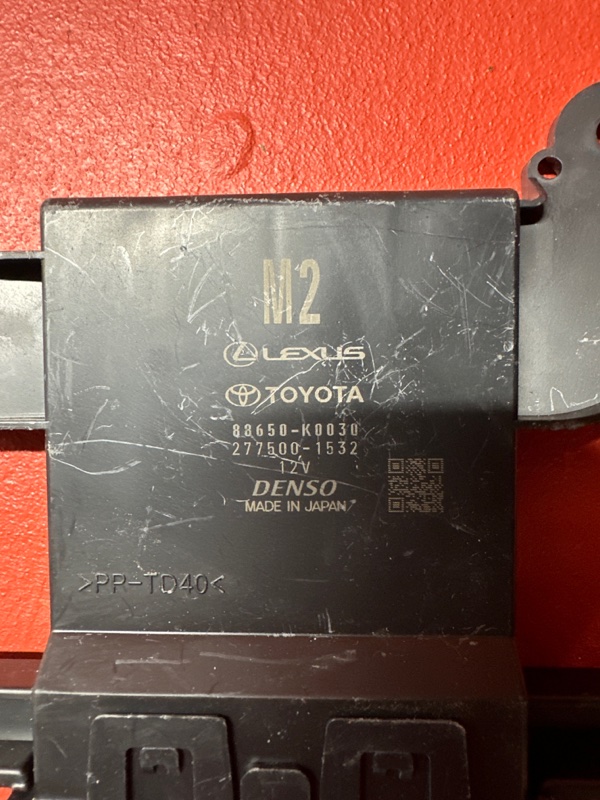 M2
LEXUS
TOYOTA
88650-K0030
277500-1532
12V
DENSO
MADE IN JAPAN
>PP-TD40<